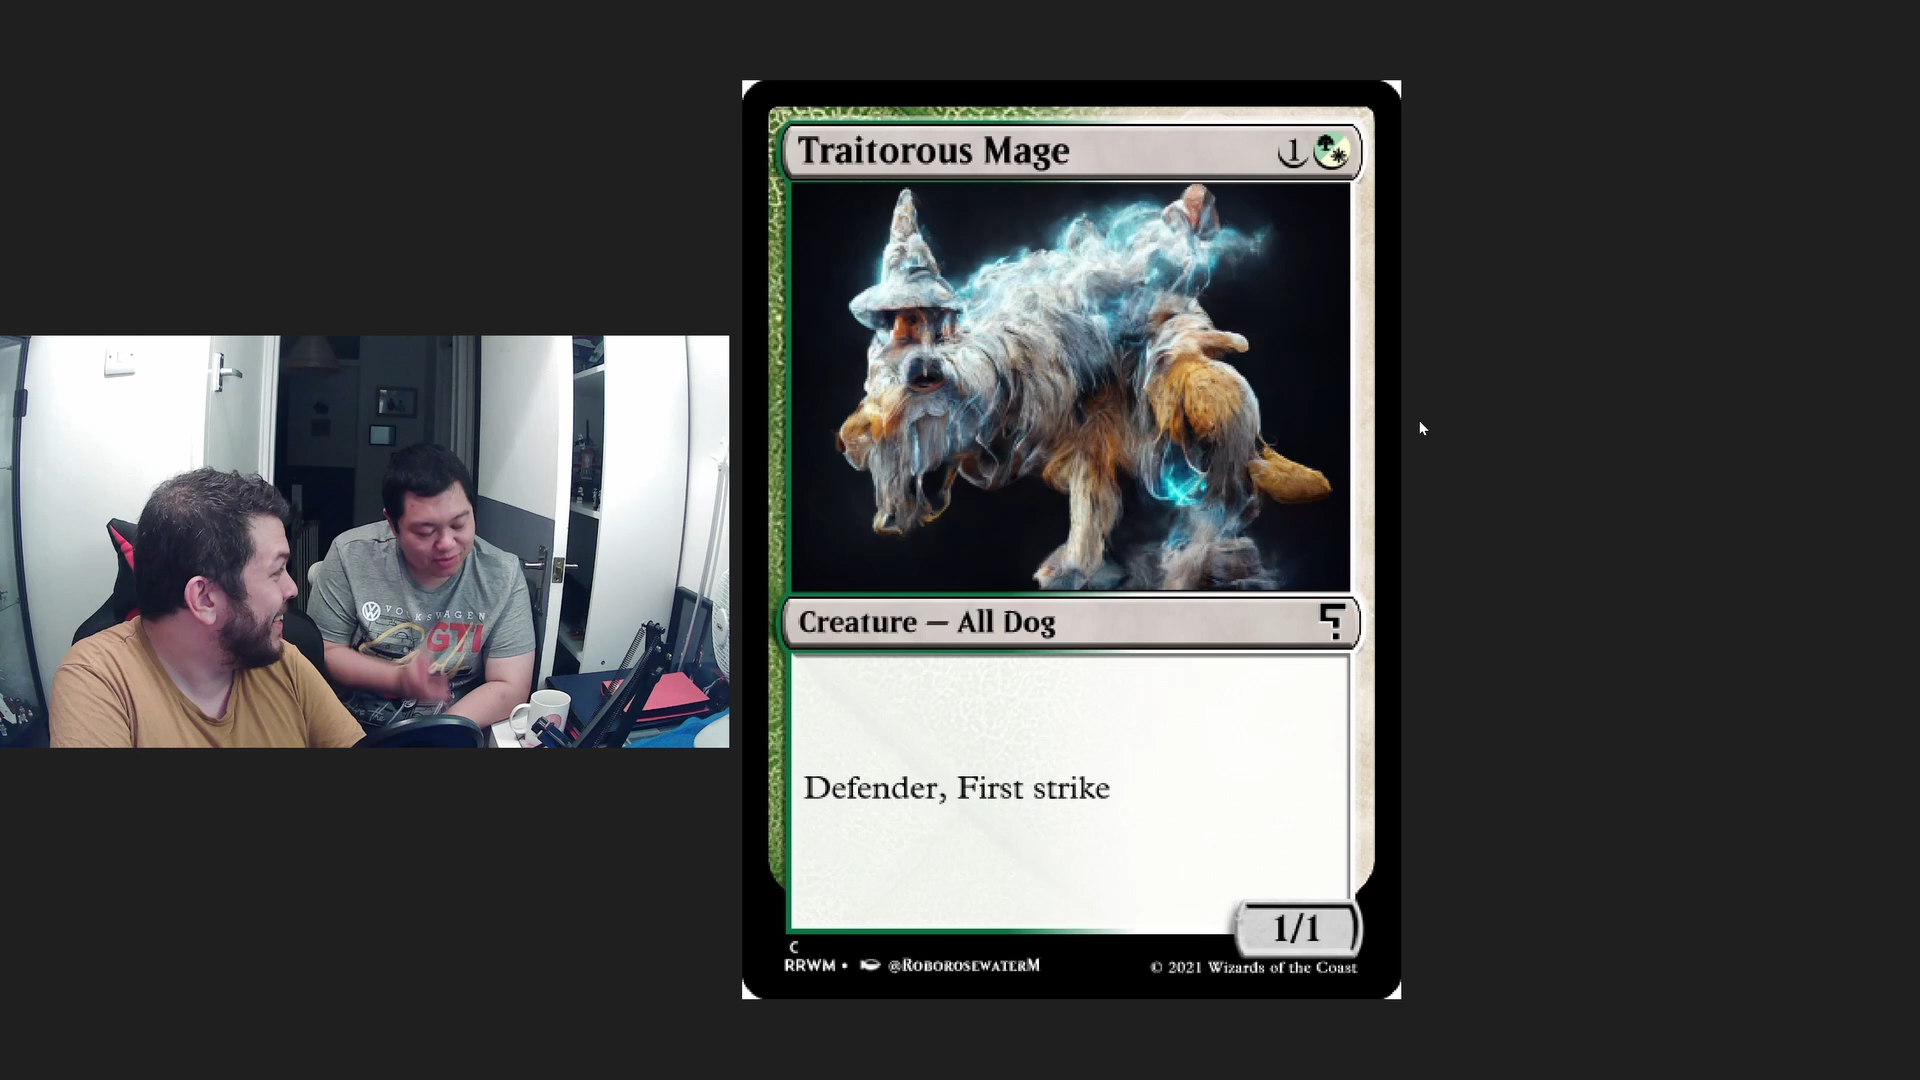 Traitorous Mage 1
VOLKSWAGEN
GTI
Creature — All Dog
Defender, First strike
1/1
C
RRWM • @ROBOROSEWATERM
© 2021 Wizards of the Coast